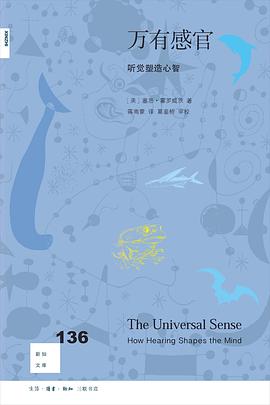 万有感官
听觉塑造心智
[美] 塞思·霍罗威茨 著
蒋雨蒙 译 葛鉴桥 审校
The Universal Sense
How Hearing Shapes the Mind
136
新知
文库
生活·读书·新知 三联书店